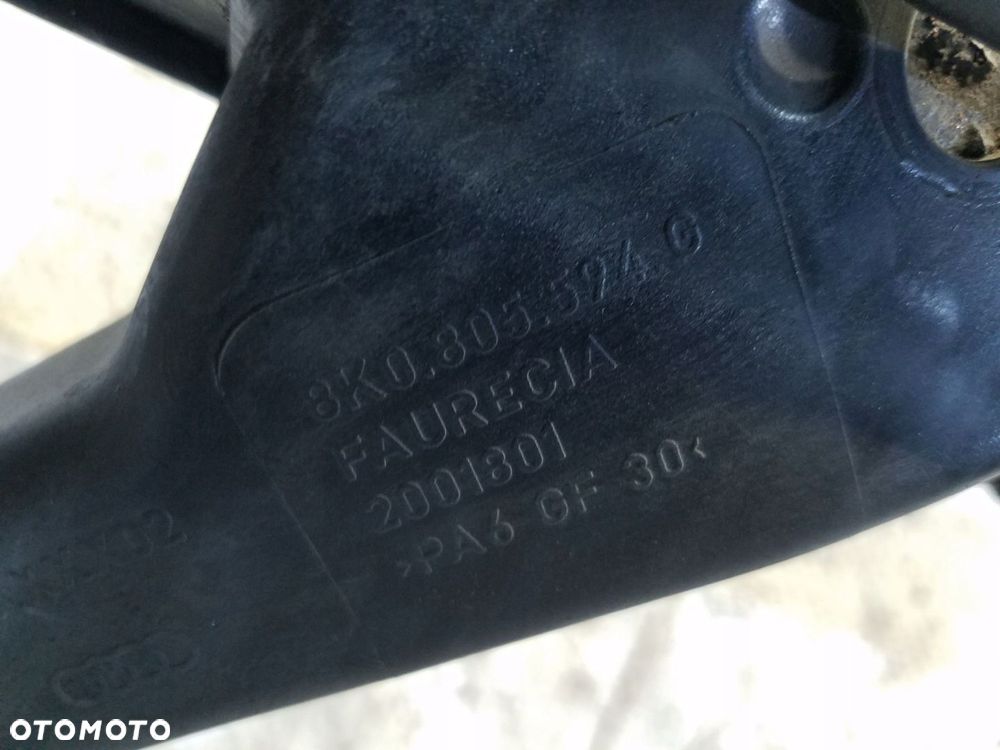 8K0.805.594.G
FAURECIA
2001801
>PA6 GF 30<
OTOMOTO